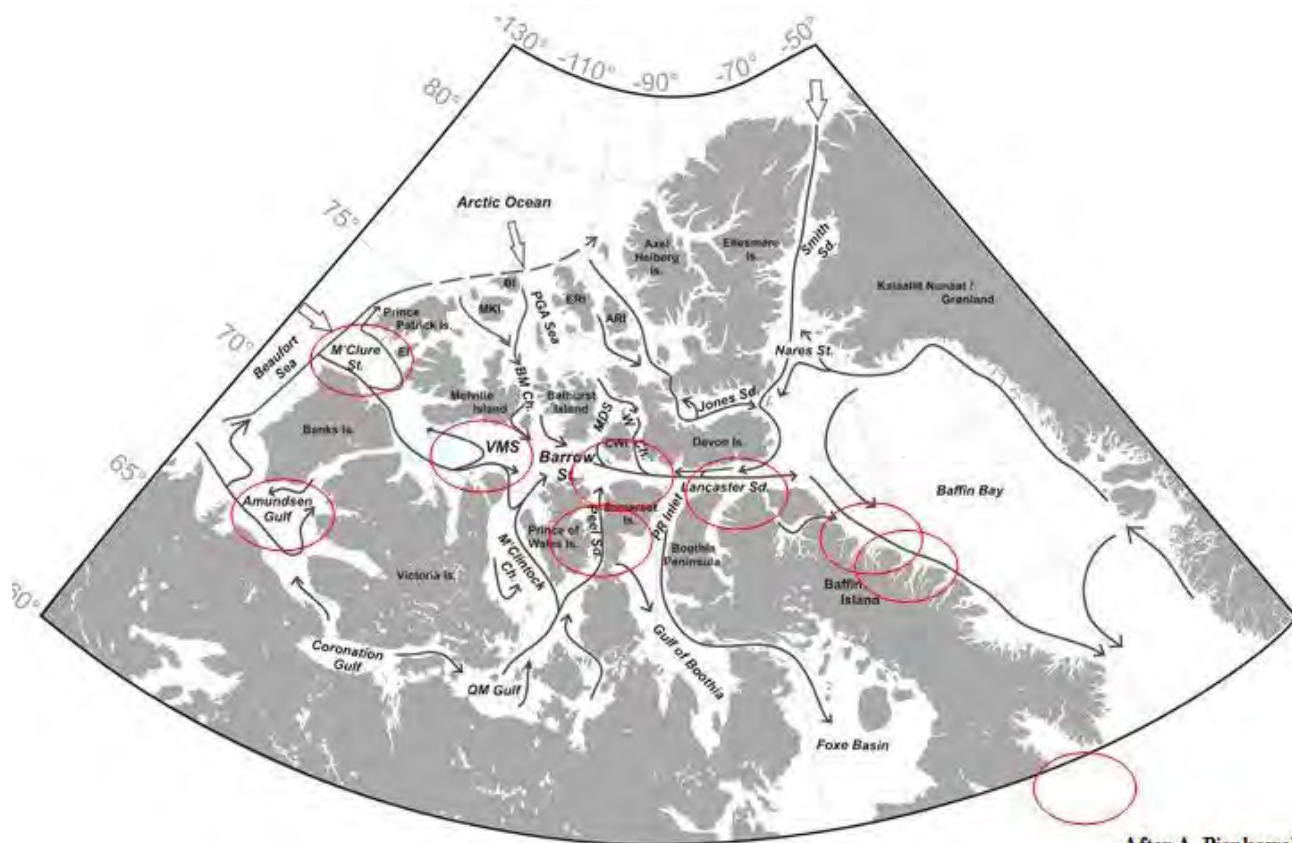 -130°
-110°
-90°
-70°
-50°
80°
75°
70°
65°
60°
Arctic Ocean
Axel
Heiberg
Is.
Ellesmere
Is.
Smith
Sd.
Kalaallit Nunaat /
Grønland
BI
MKI
PGA Sea
ERI
ARI
Prince
Patrick Is.
EI
M'Clure
St.
Beaufort
Sea
Nares St.
BM Ch.
Melville
Island
Bathurst
Island
MDS
W.
Ch.
CWI
Jones Sd.
Devon Is.
Banks Is.
VMS
Barrow
St.
Lancaster Sd.
Baffin Bay
Amundsen
Gulf
Somerset
Is.
Peel Sd.
PR Inlet
Prince of
Wales Is.
M'Clintock
Ch.
Boothia
Peninsula
Victoria Is.
Baffin
Island
Coronation
Gulf
QM Gulf
Gulf of Boothia
Foxe Basin